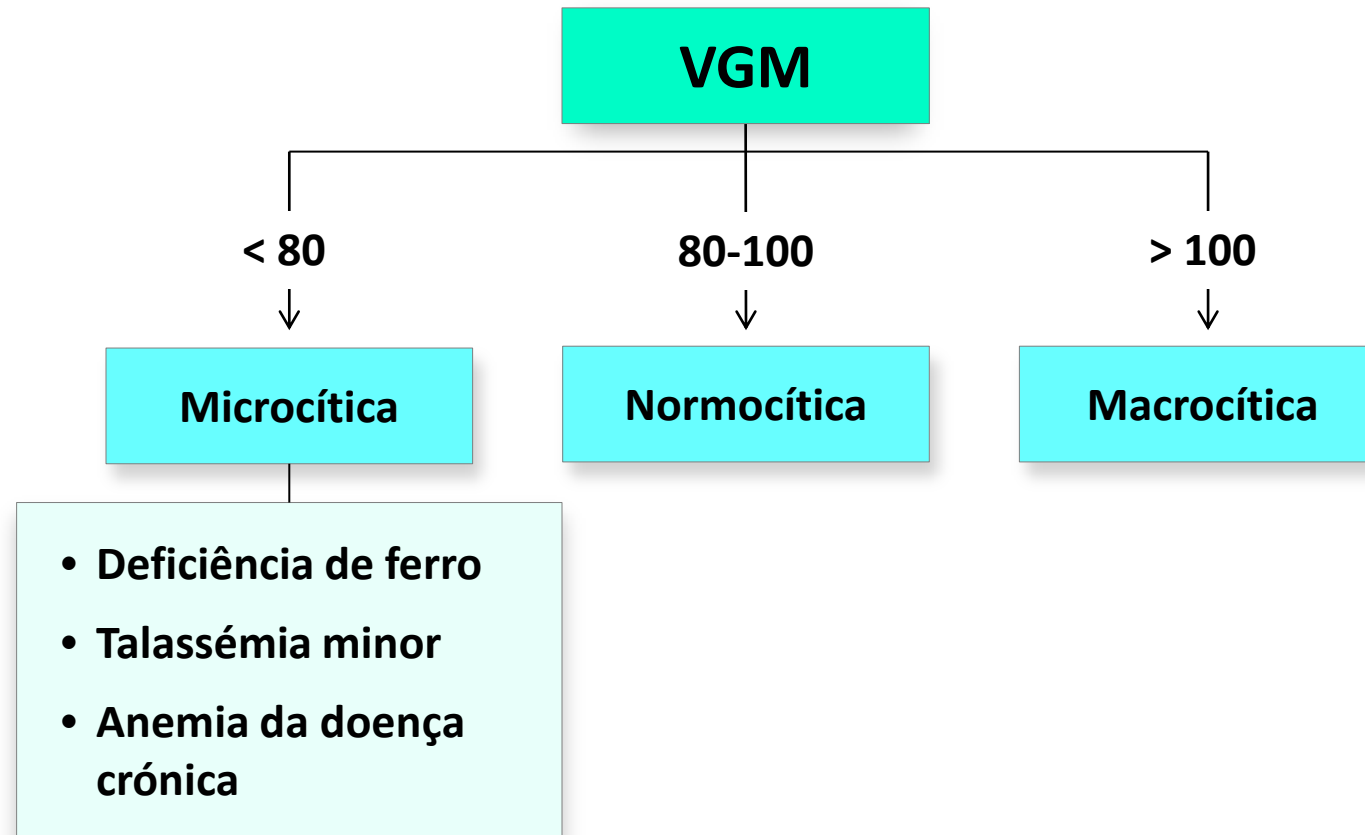 VGM
< 80
80-100
> 100
Microcítica
Normocítica
Macrocítica
• Deficiência de ferro
• Talassémia minor
• Anemia da doença
crónica